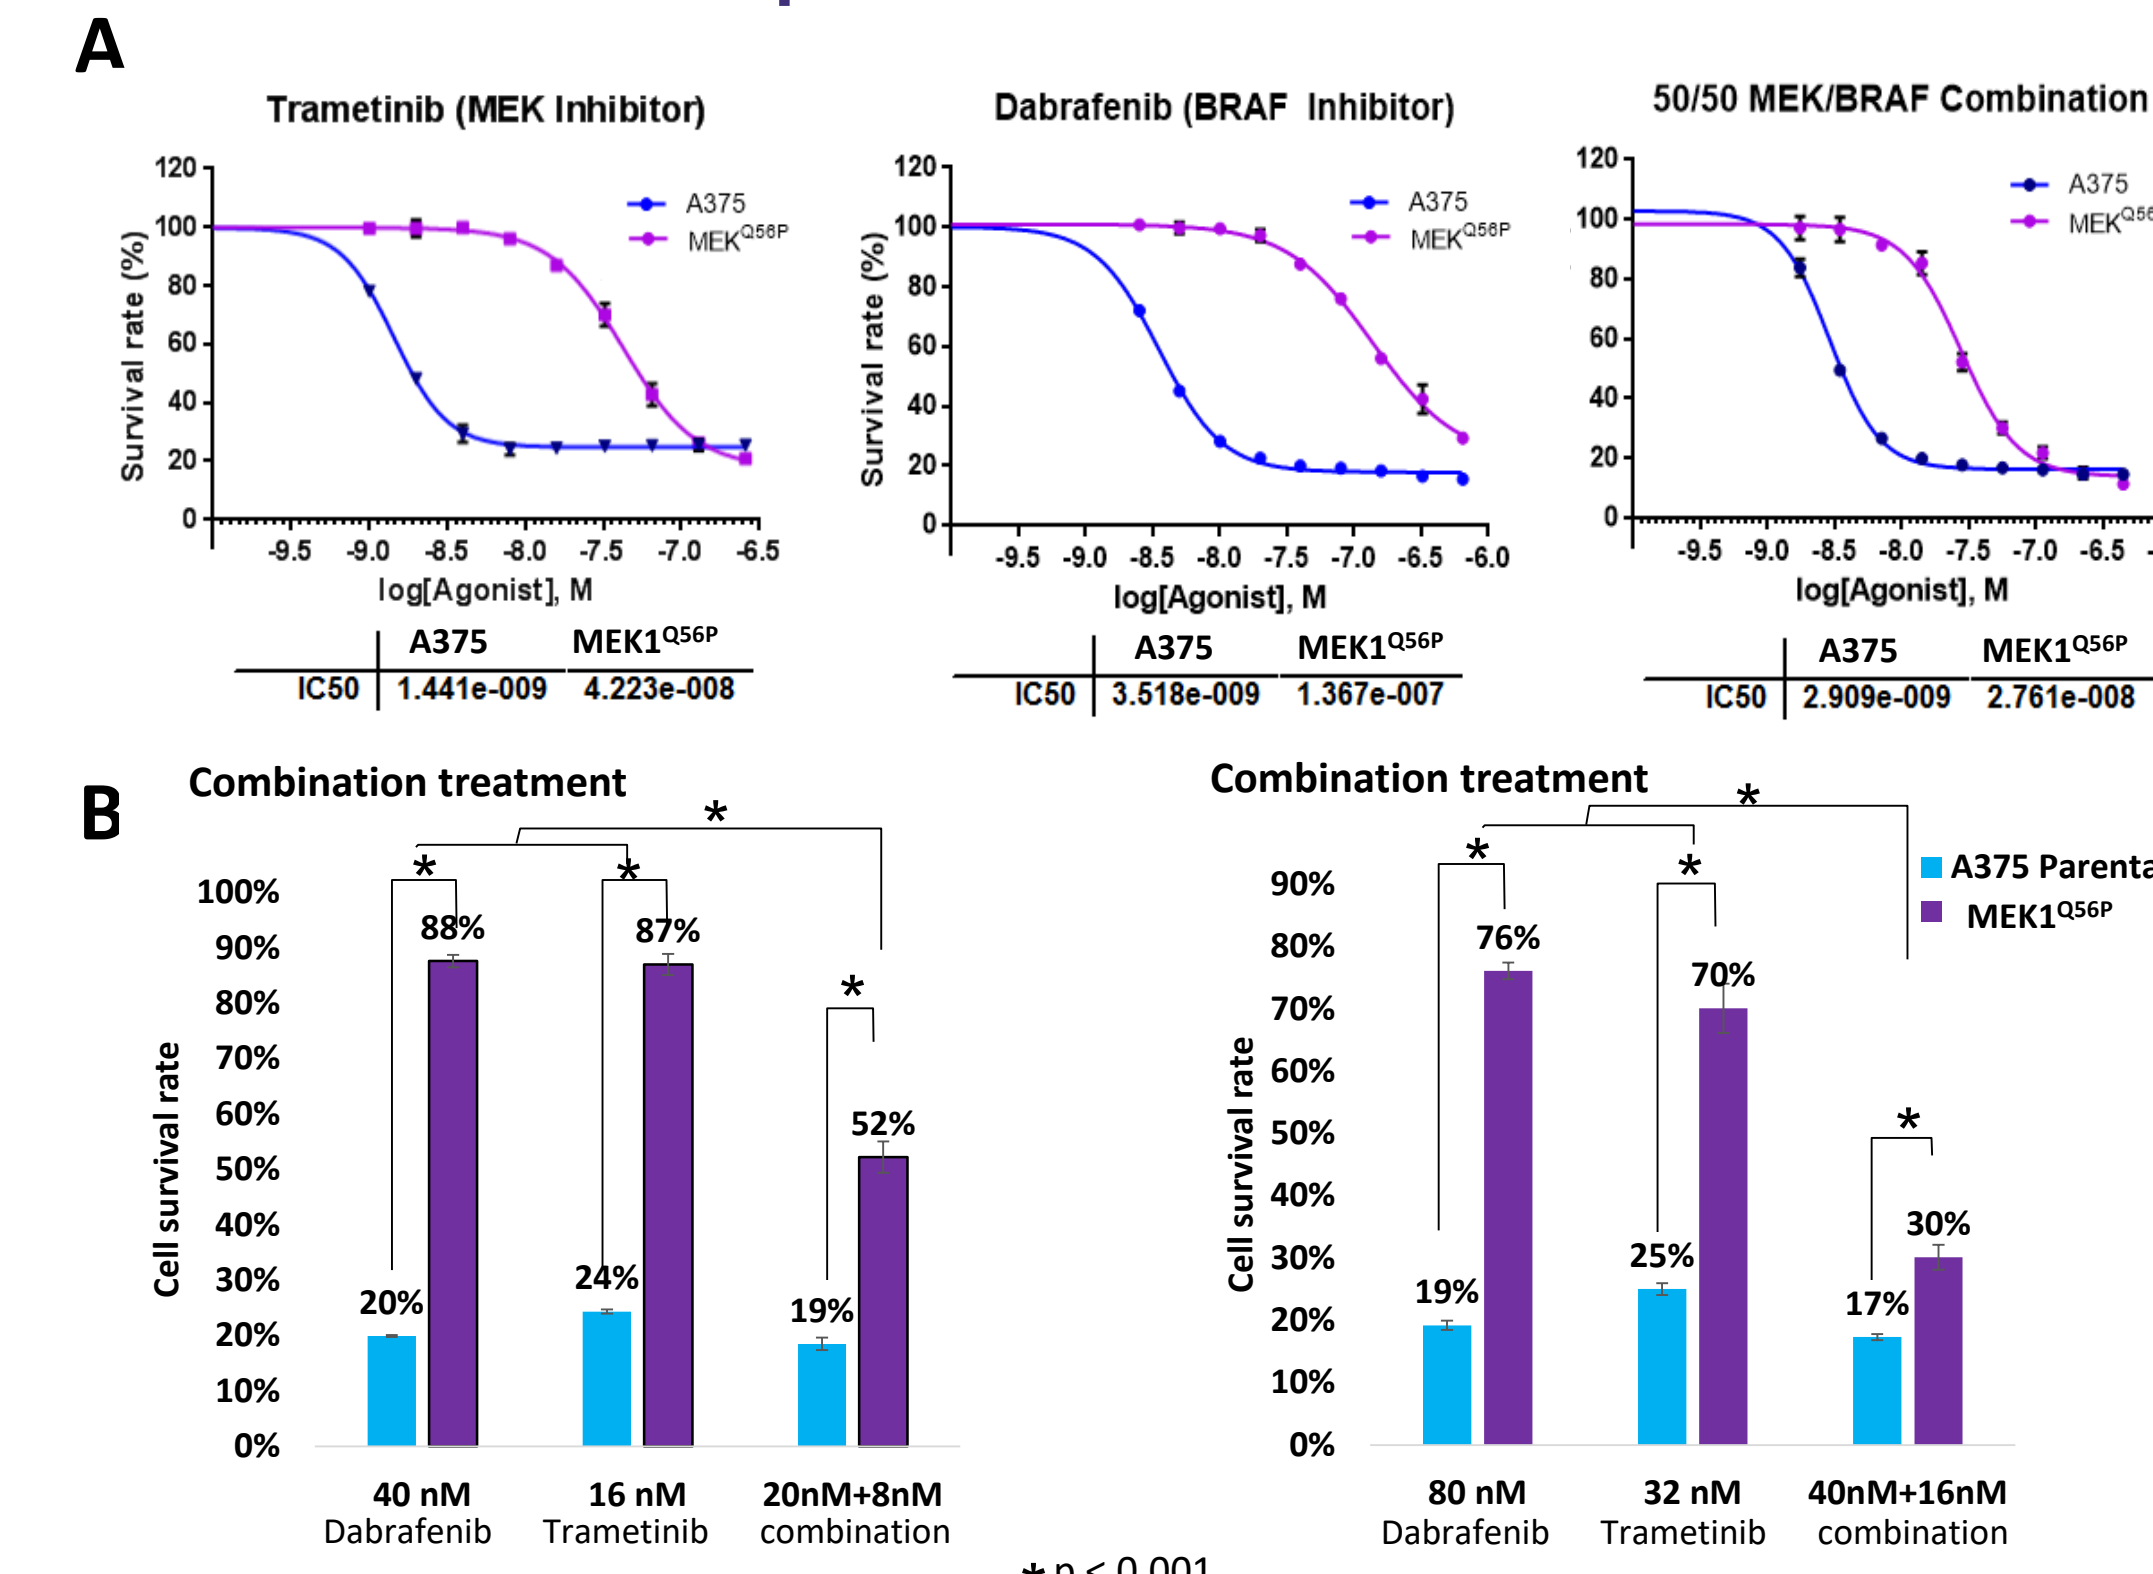 A
Trametinib (MEK Inhibitor)
120
100
80
60
40
20
0
Survival rate (%)
A375
MEKQ56P
-9.5 -9.0 -8.5 -8.0 -7.5 -7.0 -6.5
log[Agonist], M
A375 MEK1Q56P
IC50 1.441e-009 4.223e-008
Dabrafenib (BRAF Inhibitor)
120
100
80
60
40
20
0
Survival rate (%)
A375
MEKQ56P
-9.5 -9.0 -8.5 -8.0 -7.5 -7.0 -6.5 -6.0
log[Agonist], M
A375 MEK1Q56P
IC50 3.518e-009 1.367e-007
50/50 MEK/BRAF Combination
120
100
80
60
40
20
0
A375
MEKQ56
-9.5 -9.0 -8.5 -8.0 -7.5 -7.0 -6.5
log[Agonist], M
A375 MEK1Q56P
IC50 2.909e-009 2.761e-008
B
Combination treatment
*
* *
100%
90%
80%
70%
60%
50%
40%
30%
20%
10%
0%
Cell survival rate
88%
87%
*
52%
20%
24%
19%
40 nM 16 nM 20nM+8nM
Dabrafenib Trametinib combination
Combination treatment
*
* *
90%
80%
70%
60%
50%
40%
30%
20%
10%
0%
Cell survival rate
76%
70%
*
30%
19%
25%
17%
A375 Parenta
MEK1Q56P
80 nM 32 nM 40nM+16nM
Dabrafenib Trametinib combination
* p < 0.001